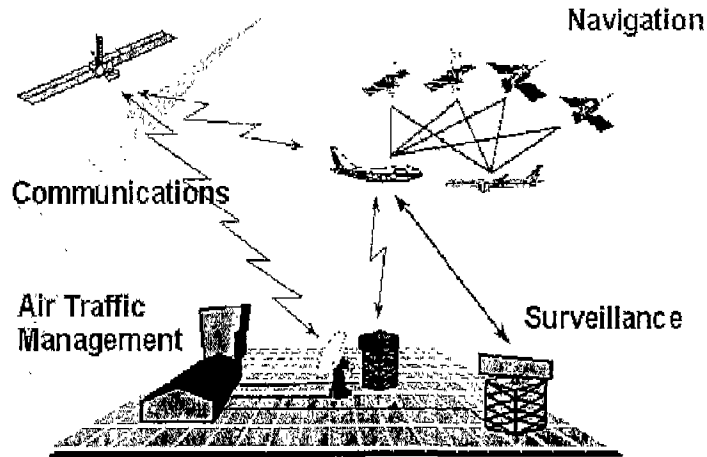 Navigation
Communications
Air Traffic
Management
Surveillance